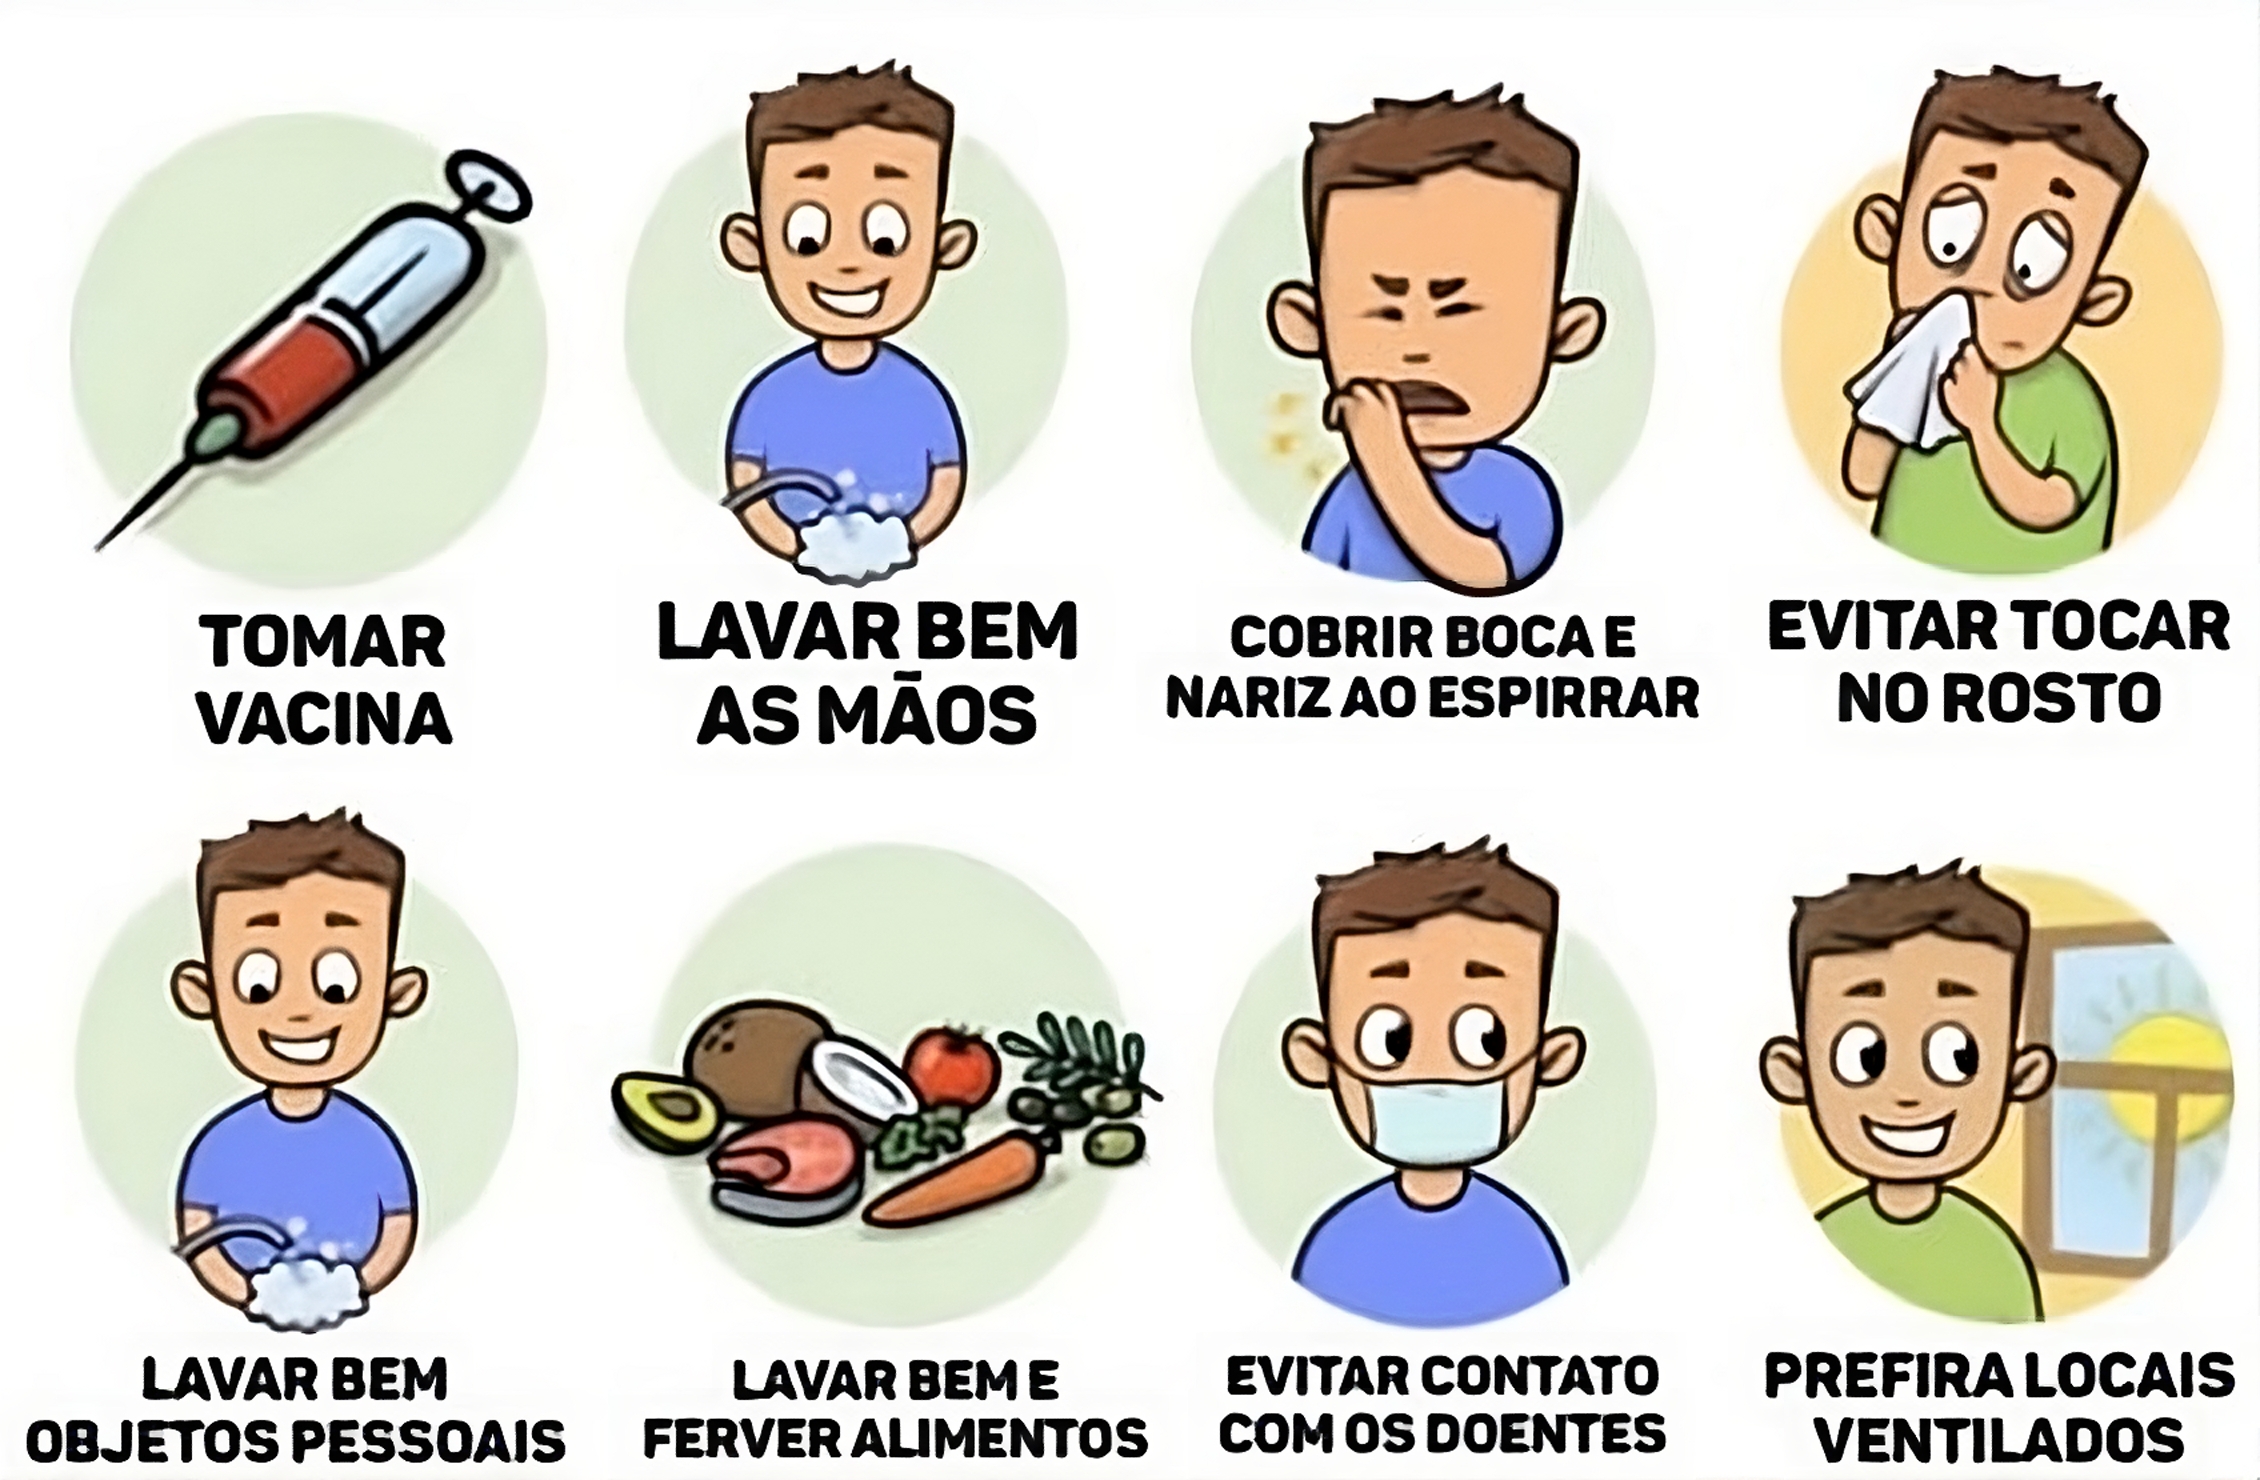 TOMAR
VACINA
LAVAR BEM
AS MÃOS
COBRIR BOCA E
NARIZ AO ESPIRRAR
EVITAR TOCAR
NO ROSTO
LAVAR BEM
OBJETOS PESSOAIS
LAVAR BEM E
FERVER ALIMENTOS
EVITAR CONTATO
COM OS DOENTES
PREFIRA LOCAIS
VENTILADOS